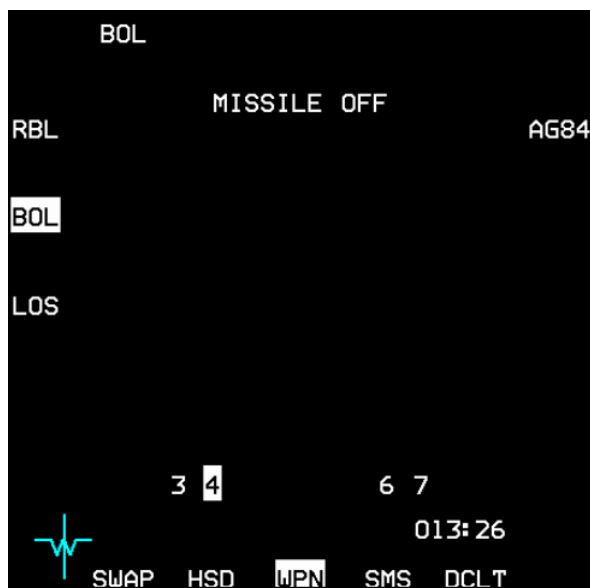 BOL
MISSILE OFF
RBL AG84
BOL
LOS
3 4 6 7
013:26
SWAP HSD WPN SMS DCLT